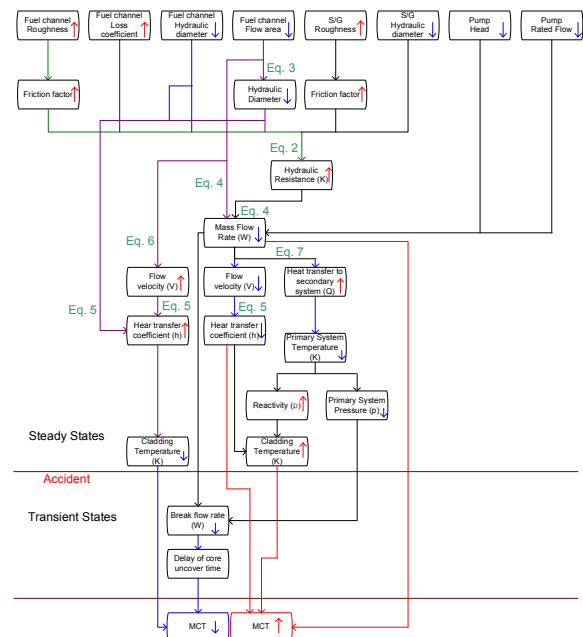 Fuel channel
Roughness
Fuel channel
Loss
coefficient
Fuel channel
Hydraulic
diameter
Fuel channel
Flow area
S/G
Roughness
S/G
Hydraulic
diameter
Pump
Head
Pump
Rated Flow
Eq. 3
Friction factor
Hydraulic
Diameter
Friction factor
Eq. 2
Hydraulic
Resistance (K)
Eq. 4
Eq. 4
Mass Flow
Rate (W)
Eq. 6
Eq. 7
Flow
velocity (V)
Flow
velocity (V)
Heat transfer to
secondary
system (Q)
Eq. 5
Eq. 5
Eq. 5
Hear transfer
coefficient (h)
Hear transfer
coefficient (h)
Primary System
Temperature
(K)
Reactivity (ρ)
Primary System
Pressure (p)
Steady States
Cladding
Temperature
(K)
Cladding
Temperature
(K)
Accident
Transient States
Break flow rate
(W)
Delay of core
uncover time
MCT
MCT